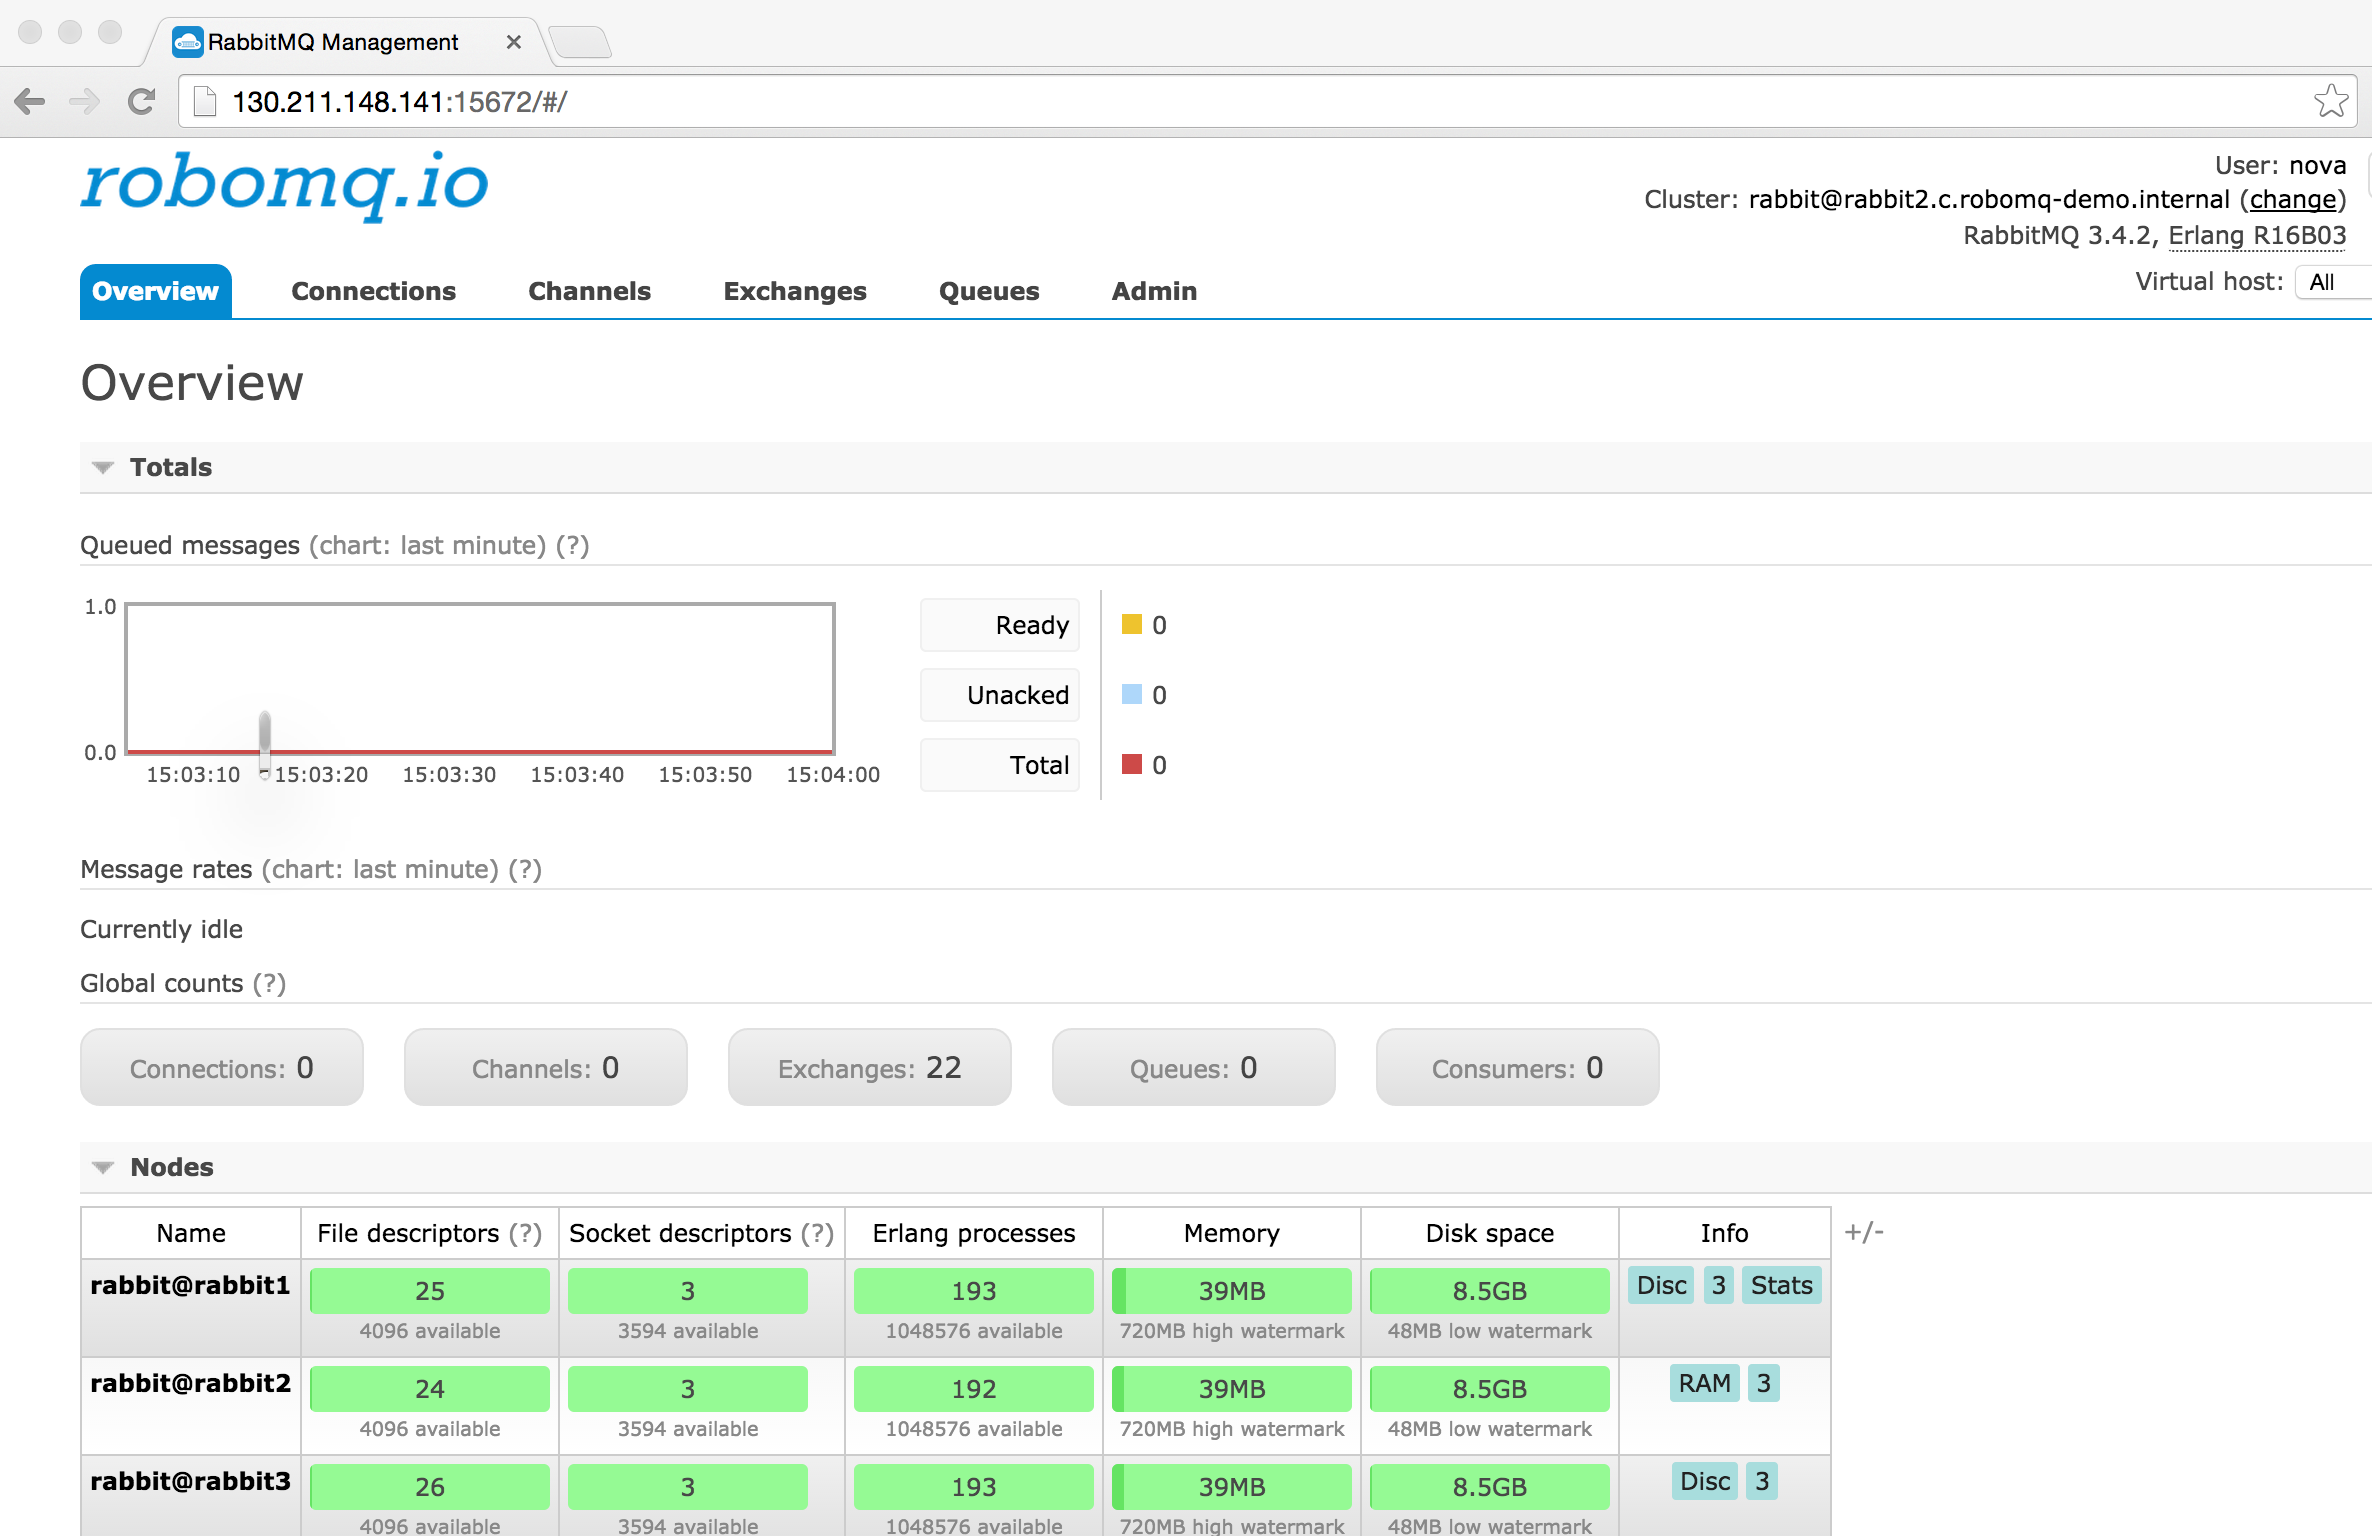 RabbitMQ Management
130.211.148.141:15672/#/
robomq.io
User: nova
Cluster: rabbit@rabbit2.c.robomq-demo.internal (change)
RabbitMQ 3.4.2, Erlang R16B03
Overview Connections Channels Exchanges Queues Admin
Virtual host: All
Overview
Totals
Queued messages (chart: last minute) (?)
1.0
0.0
15:03:10 15:03:20 15:03:30 15:03:40 15:03:50 15:04:00
Ready 0
Unacked 0
Total 0
Message rates (chart: last minute) (?)
Currently idle
Global counts (?)
Connections: 0 Channels: 0 Exchanges: 22 Queues: 0 Consumers: 0
Nodes
Name File descriptors (?) Socket descriptors (?) Erlang processes Memory Disk space Info +/-
rabbit@rabbit1 25 3 193 39MB 8.5GB Disc 3 Stats
4096 available 3594 available 1048576 available 720MB high watermark 48MB low watermark
rabbit@rabbit2 24 3 192 39MB 8.5GB RAM 3
4096 available 3594 available 1048576 available 720MB high watermark 48MB low watermark
rabbit@rabbit3 26 3 193 39MB 8.5GB Disc 3
4096 available 3594 available 1048576 available 720MB high watermark 48MB low watermark